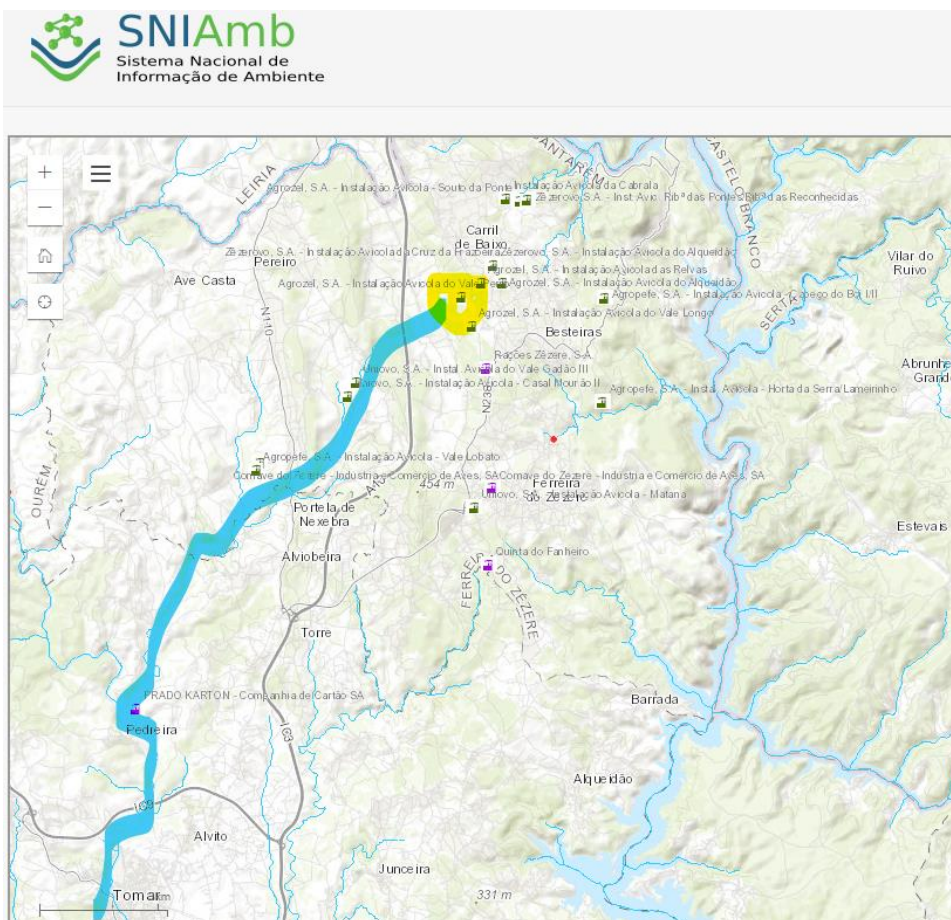 SNIAmb
Sistema Nacional de
Informação de Ambiente
LEIRIA
SANTARÉM
CASTELO BRANCO
Agrozel, S.A. - Instalação Avícola - Souto da Ponte
Instalação Avícola da Cabrala
Zêzerovo, S.A. - Inst. Avic. Ribª das Pontes/Ribª das Reconhecidas
Carril
de Baixo
Zêzerovo, S.A. - Instalação Avícola da Cruz da Frazoeira
Zêzerovo, S.A. - Instalação Avícola do Alqueidão
Pereiro
Ave Casta
Vilar do
Ruivo
Agrozel, S.A. - Instalação Avícola das Relvas
Agrozel, S.A. - Instalação Avícola do Vale
Agrozel, S.A. - Instalação Avícola do Alqueidão
Agropefe, S.A. - Instalação Avícola - Cabeço do Boi I/II
SERTÃ
N110
Agrozel, S.A. - Instalação Avícola do Vale Longo
Besteiras
Rações Zêzere, S.A.
Uniovo, S.A. - Instal. Avícola do Vale Gadão III
Uniovo, S.A. - Instalação Avícola - Casal Mourão II
Agropefe, S.A. - Instal. Avícola - Horta da Serra/Lameirinho
Abrunhe
Grand
N238
OURÉM
Agropefe, S.A. - Instalação Avícola - Vale Lobato
Comave do Zêzere - Indústria e Comércio de Aves, SA
Comave do Zêzere - Indústria e Comércio de Aves, SA
454 m
Ferreira
do Zêzere
Uniovo, S.A. - Instalação Avícola - Matana
Portela de
Nexebra
Estevais
Alviobeira
Quinta do Fanheiro
FERREIRA DO ZÊZERE
Torre
PRADO KARTON - Companhia de Cartão SA
Pedreira
Barrada
IC3
Alqueidão
IC9
Alvito
Junceira
Tomar
331 m